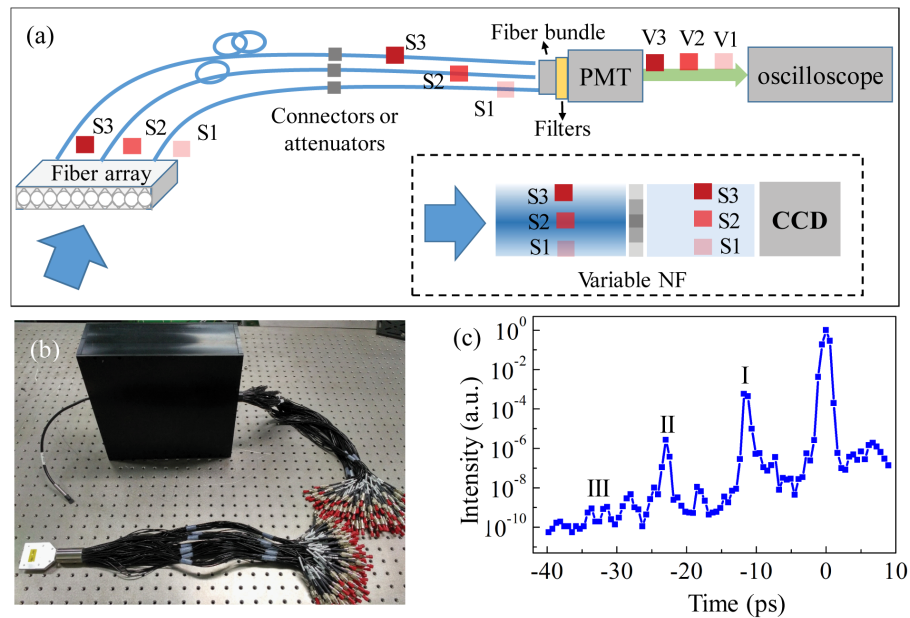 (a)
S3
S2
S1
Fiber array
Connectors or
attenuators
S3
S2
S1
Fiber bundle
Filters
PMT
V3 V2 V1
oscilloscope
S3
S2
S1
S3
S2
S1
CCD
Variable NF
(b)
(c)
Intensity (a.u.)
10^0
10^-2
10^-4
10^-6
10^-8
10^-10
I
II
III
-40 -30 -20 -10 0 10
Time (ps)